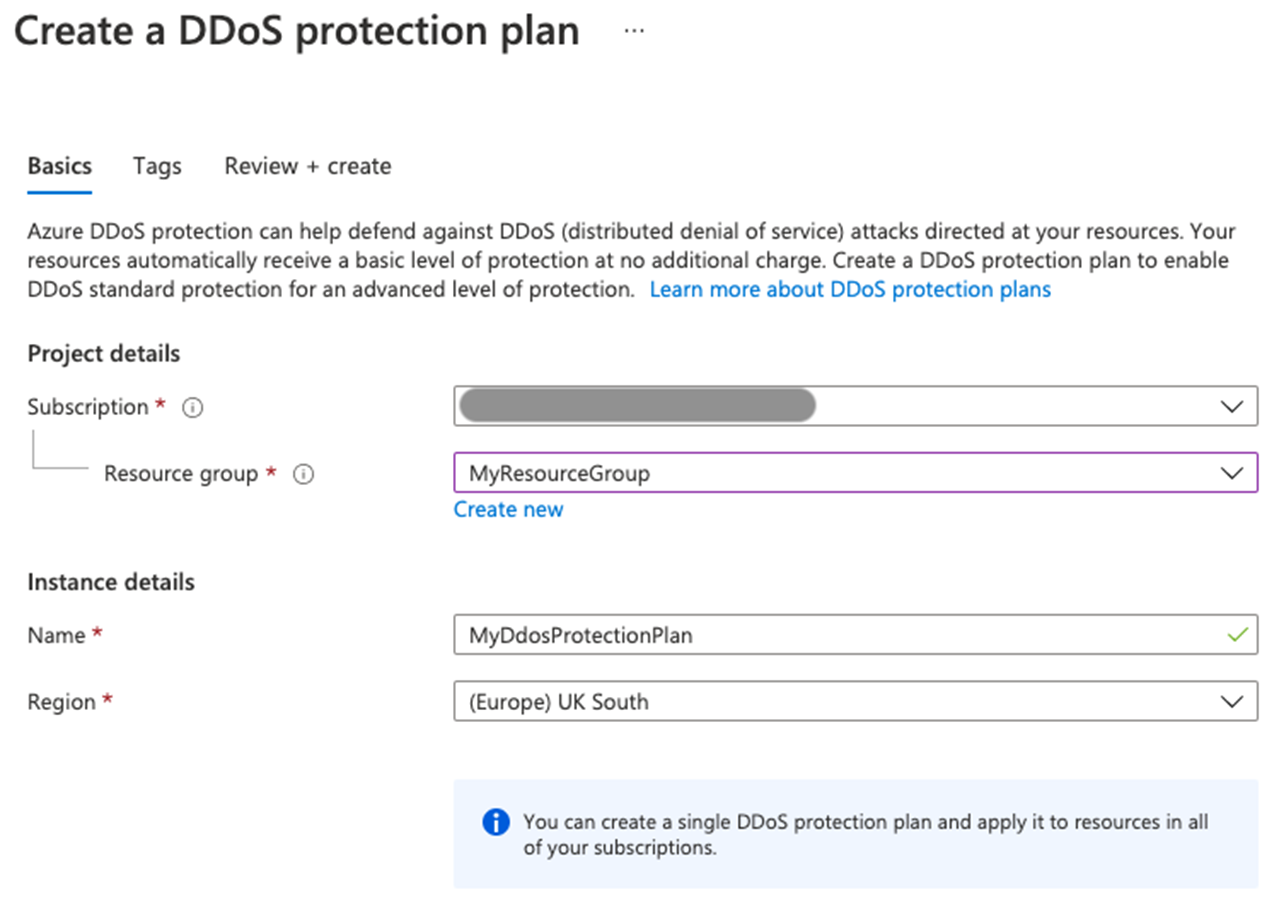 Create a DDoS protection plan ...
Basics Tags Review + create
Azure DDoS protection can help defend against DDoS (distributed denial of service) attacks directed at your resources. Your
resources automatically receive a basic level of protection at no additional charge. Create a DDoS protection plan to enable
DDoS standard protection for an advanced level of protection. Learn more about DDoS protection plans
Project details
Subscription *
Resource group * MyResourceGroup
Create new
Instance details
Name * MyDdosProtectionPlan
Region * (Europe) UK South
You can create a single DDoS protection plan and apply it to resources in all
of your subscriptions.